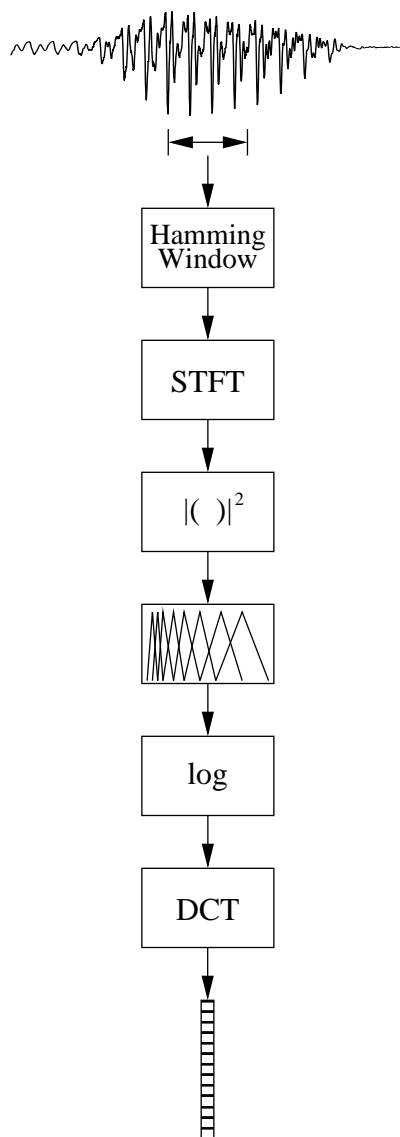 Hamming
Window
STFT
|( )|²
log
DCT